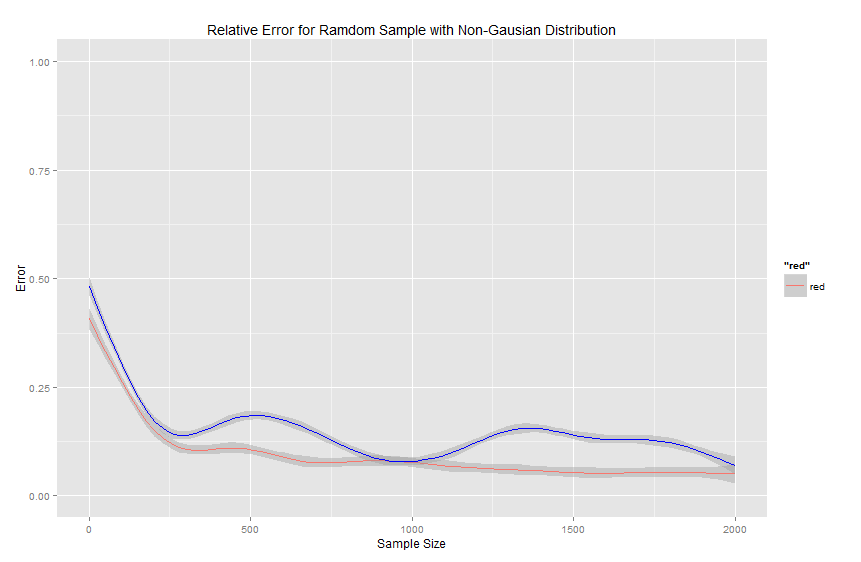 Relative Error for Ramdom Sample with Non-Gausian Distribution
1.00
0.75
0.50
0.25
0.00
Error
0
500
1000
1500
2000
Sample Size
"red"
red